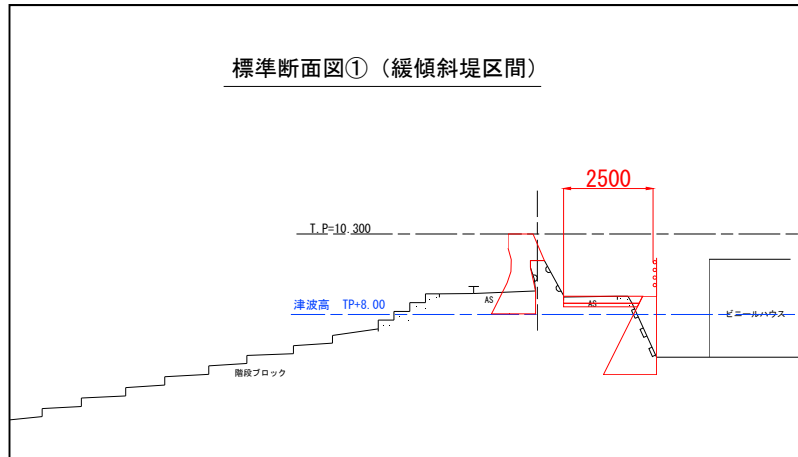 標準断面図①（緩傾斜堤区間）
2500
T.P=10.300
津波高 TP+8.00
AS
AS
ビニールハウス
階段ブロック